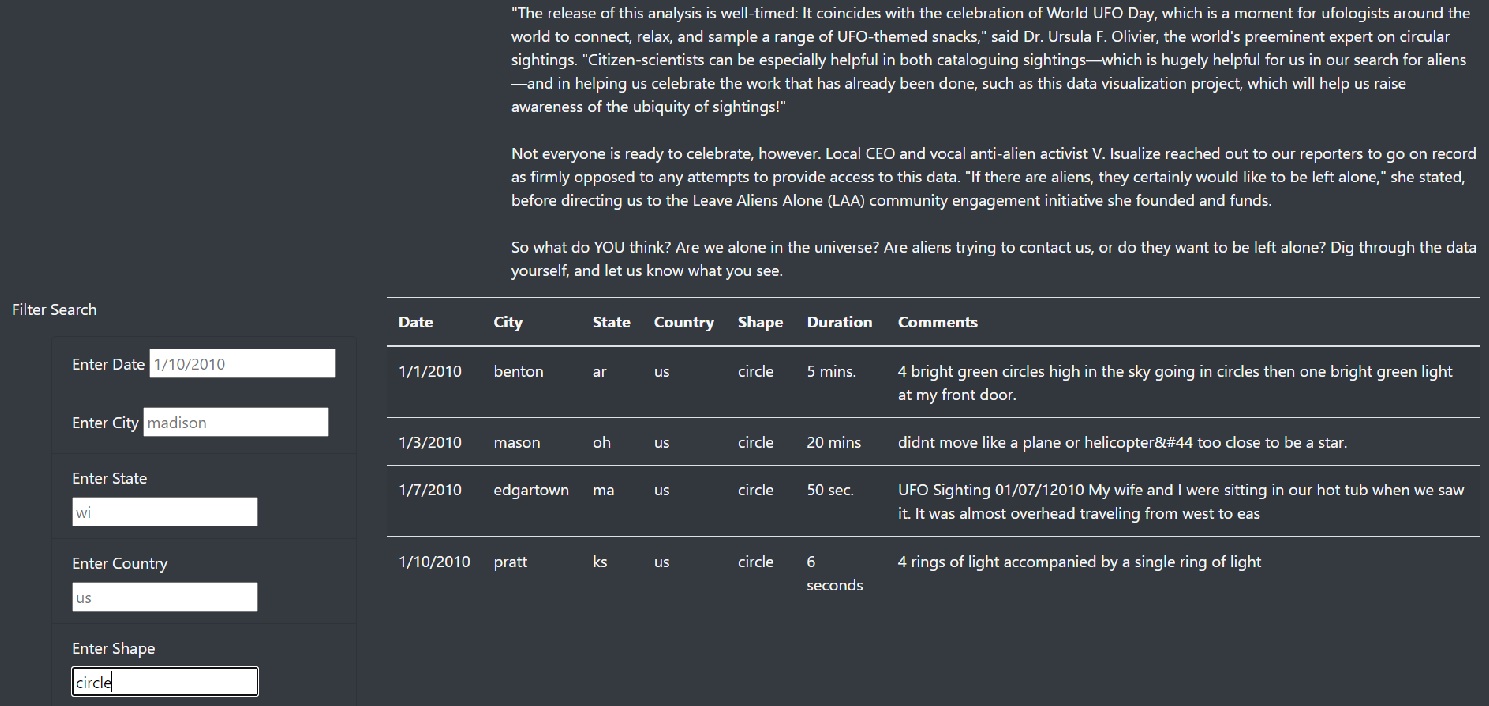 "The release of this analysis is well-timed: It coincides with the celebration of World UFO Day, which is a moment for ufologists around the
world to connect, relax, and sample a range of UFO-themed snacks," said Dr. Ursula F. Olivier, the world's preeminent expert on circular
sightings. "Citizen-scientists can be especially helpful in both cataloguing sightings—which is hugely helpful for us in our search for aliens
—and in helping us celebrate the work that has already been done, such as this data visualization project, which will help us raise
awareness of the ubiquity of sightings!"
Not everyone is ready to celebrate, however. Local CEO and vocal anti-alien activist V. Isualize reached out to our reporters to go on record
as firmly opposed to any attempts to provide access to this data. "If there are aliens, they certainly would like to be left alone," she stated,
before directing us to the Leave Aliens Alone (LAA) community engagement initiative she founded and funds.
So what do YOU think? Are we alone in the universe? Are aliens trying to contact us, or do they want to be left alone? Dig through the data
yourself, and let us know what you see.
Filter Search
Enter Date 1/10/2010
Enter City madison
Enter State
wi
Enter Country
us
Enter Shape
circle
Date City State Country Shape Duration Comments
1/1/2010 benton ar us circle 5 mins. 4 bright green circles high in the sky going in circles then one bright green light
at my front door.
1/3/2010 mason oh us circle 20 mins didnt move like a plane or helicopter&#44 too close to be a star.
1/7/2010 edgartown ma us circle 50 sec. UFO Sighting 01/07/12010 My wife and I were sitting in our hot tub when we saw
it. It was almost overhead traveling from west to eas
1/10/2010 pratt ks us circle 6 4 rings of light accompanied by a single ring of light
seconds